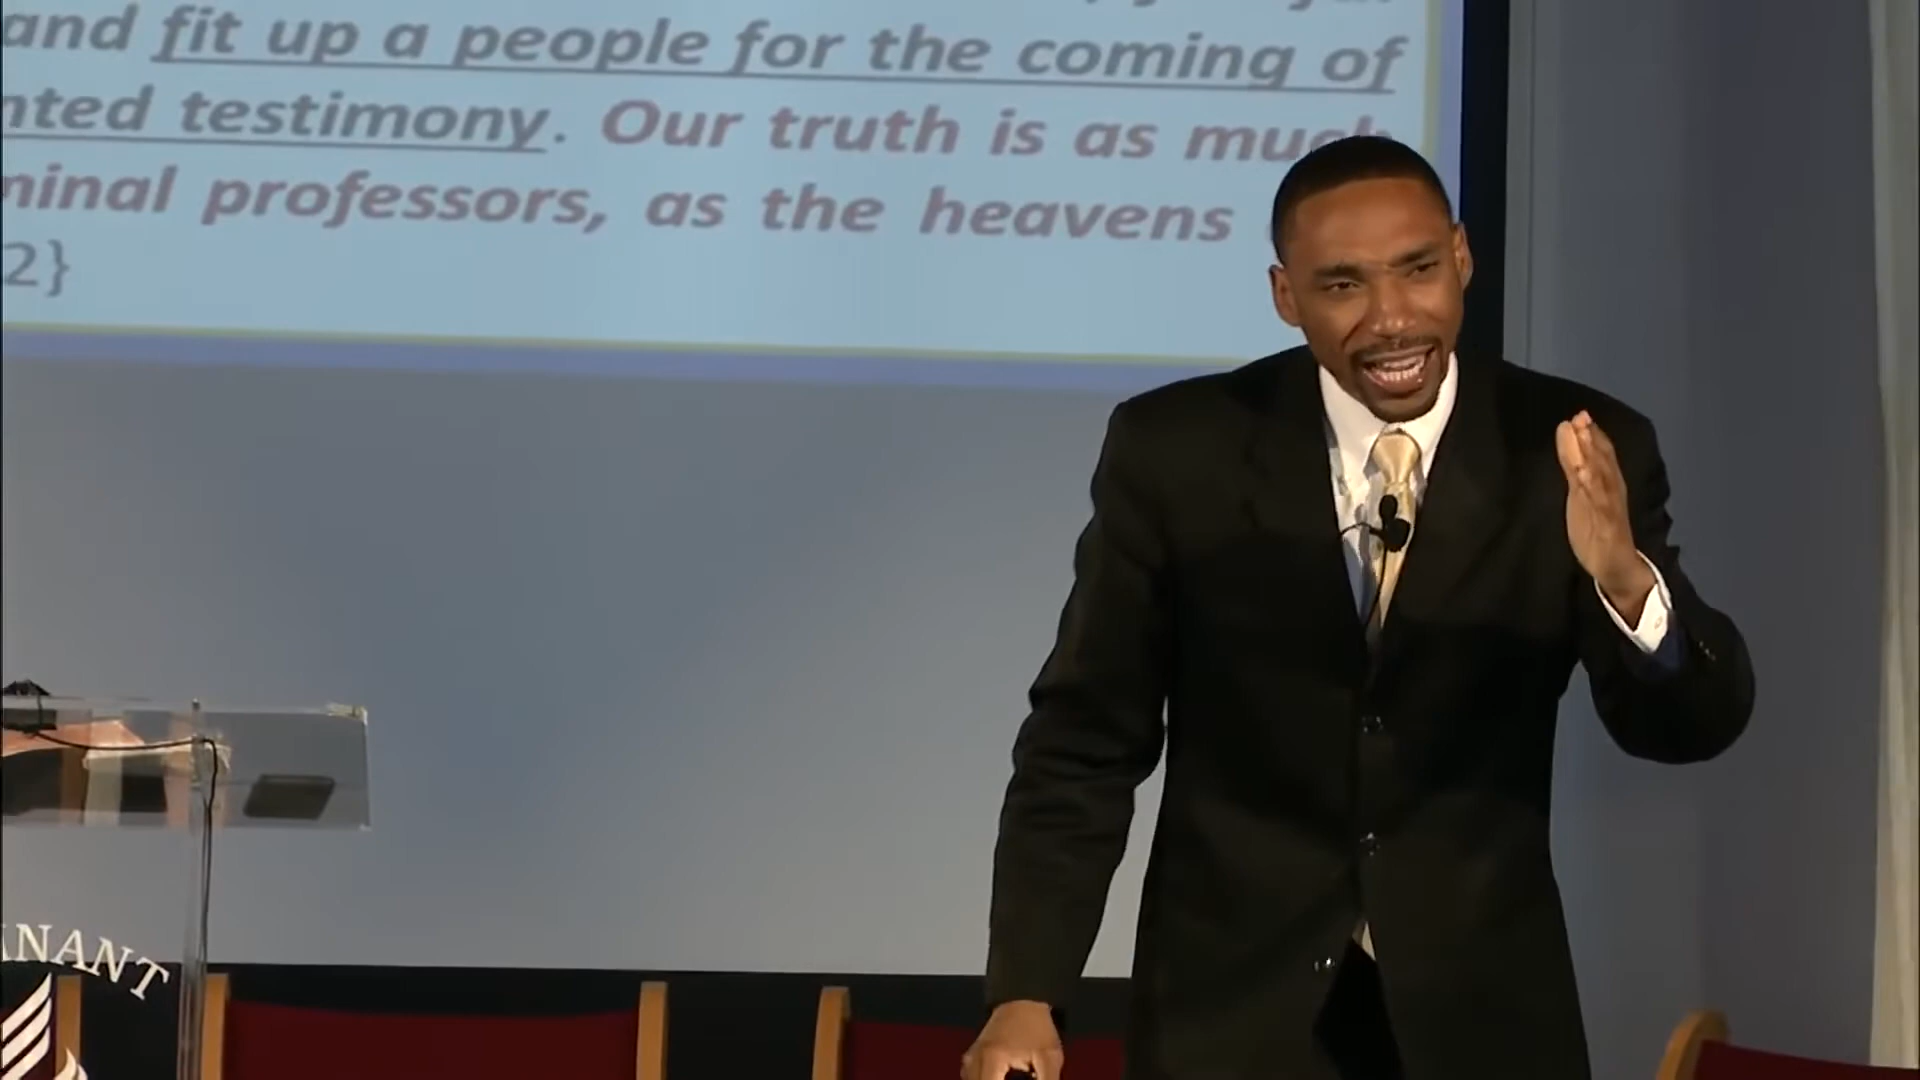 and fit up a people for the coming of
nted testimony. Our truth is as much
minal professors, as the heavens
2}
NANT